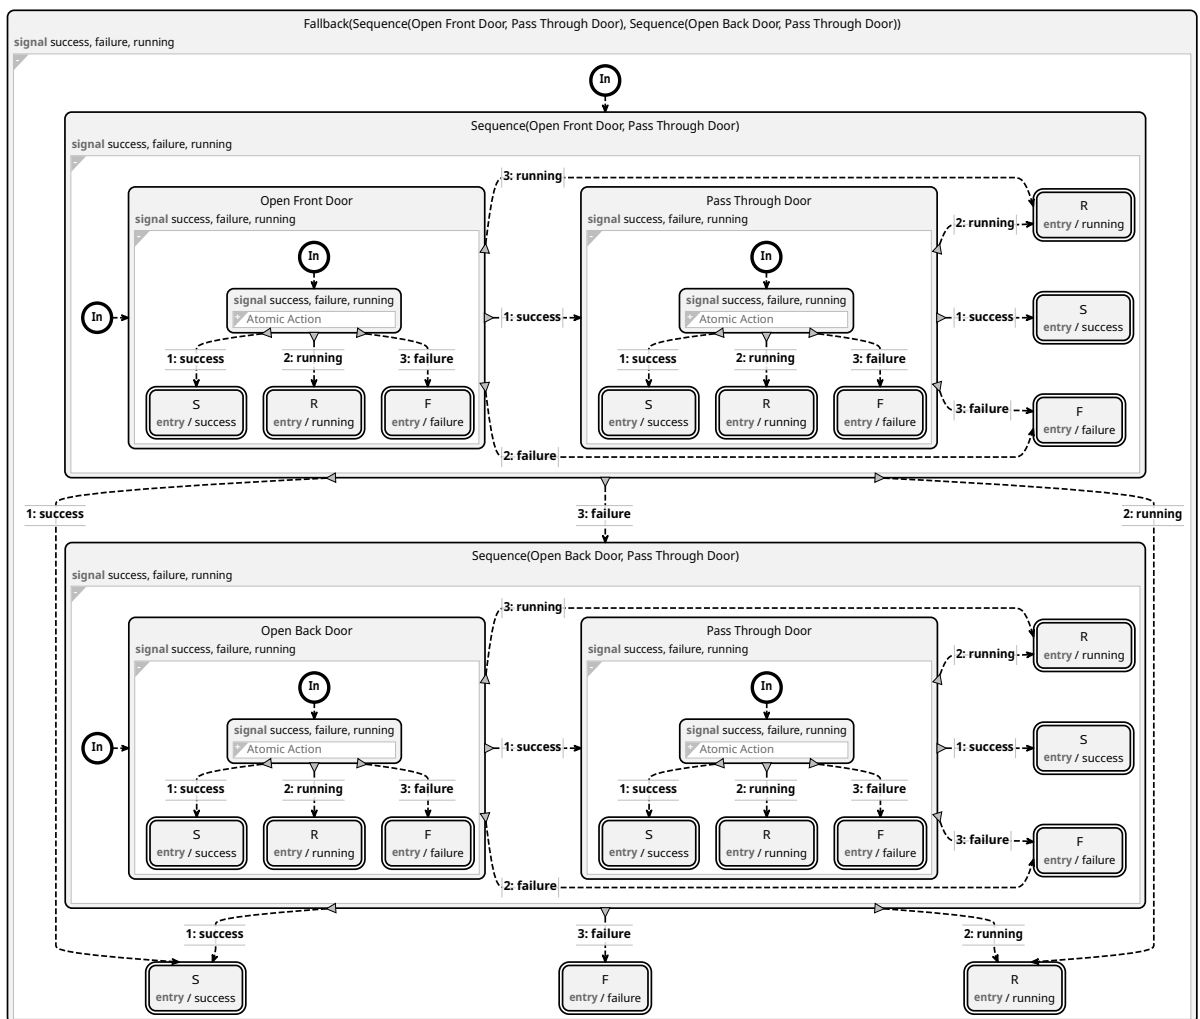 Fallback(Sequence(Open Front Door, Pass Through Door), Sequence(Open Back Door, Pass Through Door))
signal success, failure, running
-
In
Sequence(Open Front Door, Pass Through Door)
signal success, failure, running
-
3: running
Open Front Door
signal success, failure, running
-
In
In
signal success, failure, running
+ Atomic Action
1: success
2: running
3: failure
S
entry / success
R
entry / running
F
entry / failure
1: success
2: failure
Pass Through Door
signal success, failure, running
-
In
signal success, failure, running
+ Atomic Action
1: success
2: running
3: failure
S
entry / success
R
entry / running
F
entry / failure
2: running
1: success
3: failure
R
entry / running
S
entry / success
F
entry / failure
1: success
3: failure
2: running
Sequence(Open Back Door, Pass Through Door)
signal success, failure, running
-
3: running
Open Back Door
signal success, failure, running
-
In
In
signal success, failure, running
+ Atomic Action
1: success
2: running
3: failure
S
entry / success
R
entry / running
F
entry / failure
1: success
2: failure
Pass Through Door
signal success, failure, running
-
In
signal success, failure, running
+ Atomic Action
1: success
2: running
3: failure
S
entry / success
R
entry / running
F
entry / failure
2: running
1: success
3: failure
R
entry / running
S
entry / success
F
entry / failure
1: success
3: failure
2: running
S
entry / success
F
entry / failure
R
entry / running